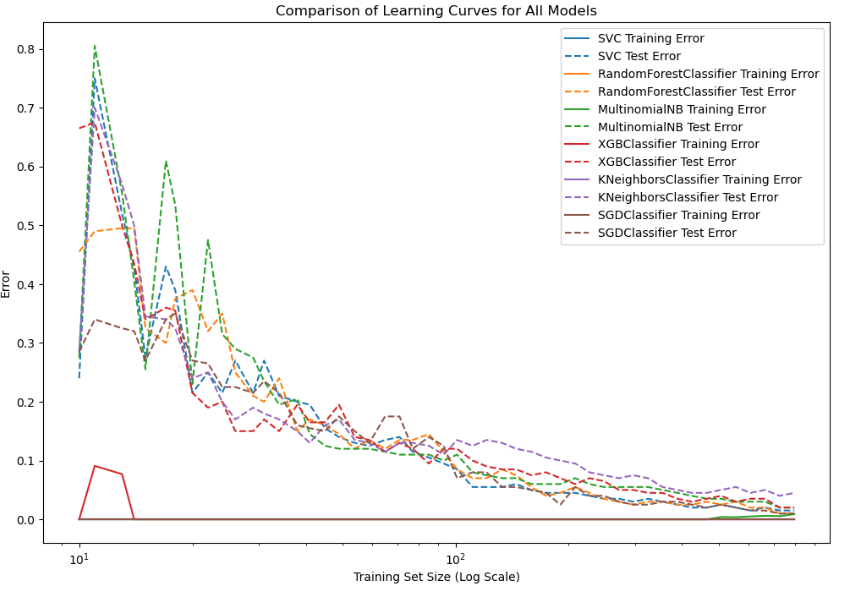 Comparison of Learning Curves for All Models
SVC Training Error
SVC Test Error
RandomForestClassifier Training Error
RandomForestClassifier Test Error
MultinomialNB Training Error
MultinomialNB Test Error
XGBClassifier Training Error
XGBClassifier Test Error
KNeighborsClassifier Training Error
KNeighborsClassifier Test Error
SGDClassifier Training Error
SGDClassifier Test Error
Error
0.8
0.7
0.6
0.5
0.4
0.3
0.2
0.1
0.0
10¹
10²
Training Set Size (Log Scale)